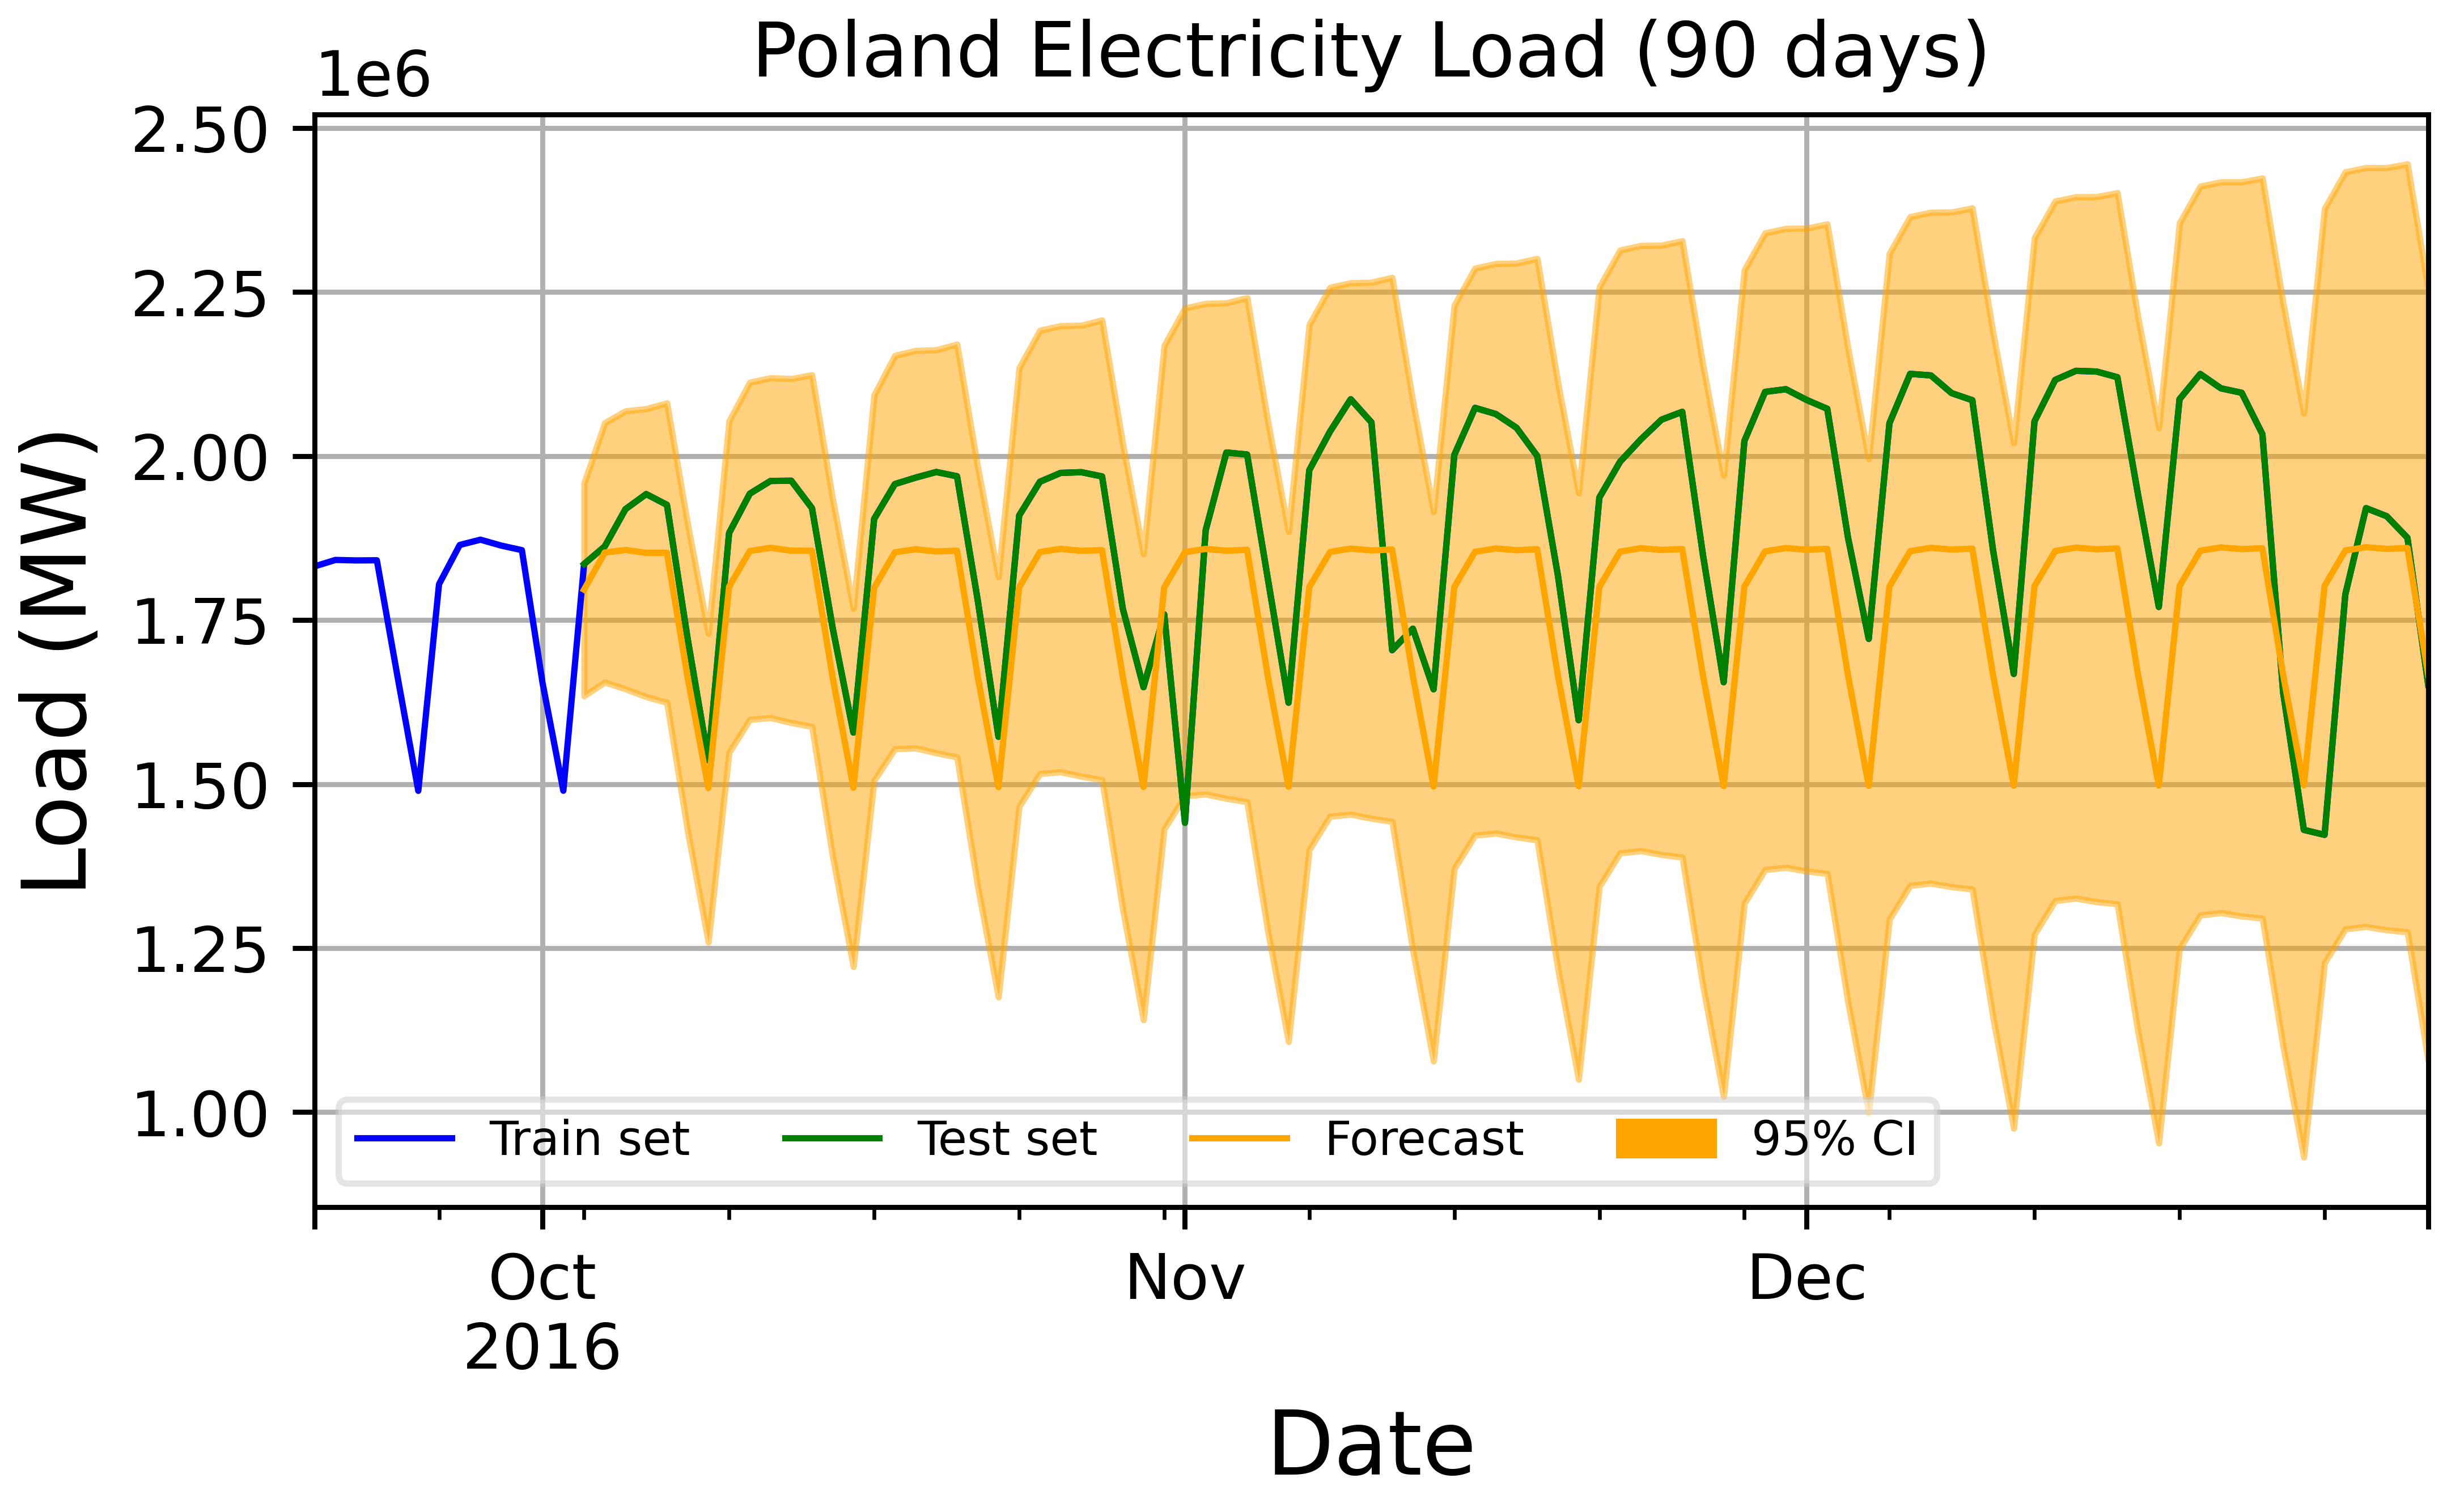 Poland Electricity Load (90 days)
1e6
2.50
2.25
2.00
1.75
1.50
1.25
1.00
Load (MW)
Train set Test set Forecast 95% CI
Oct Nov Dec
2016
Date